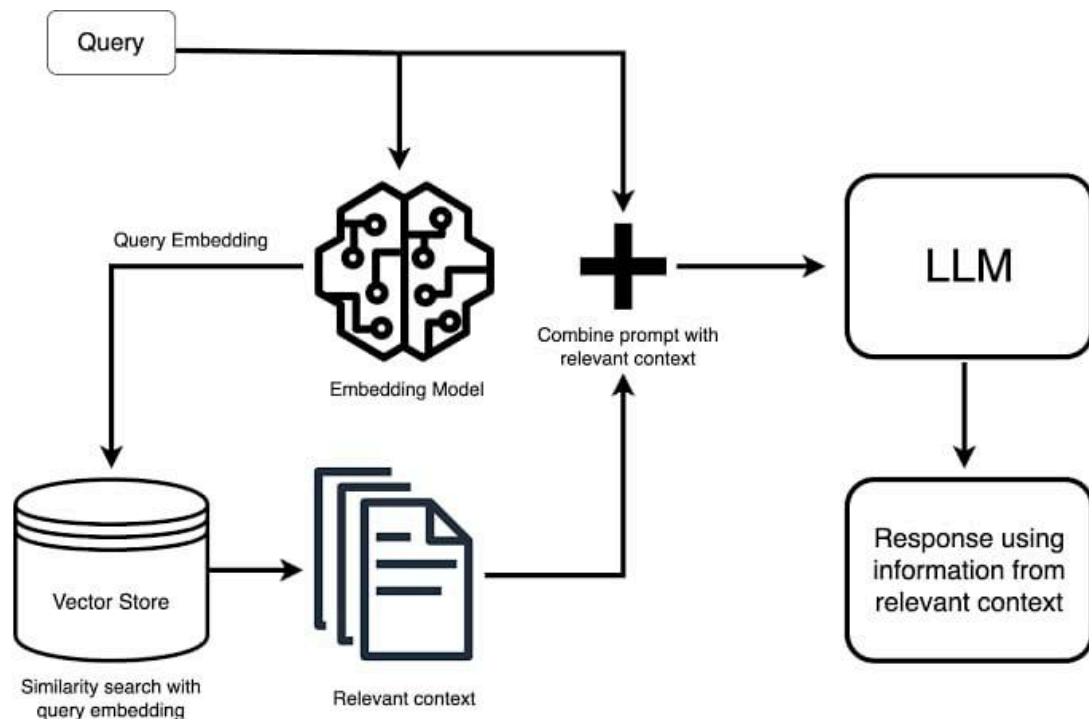 Query
Query Embedding
Embedding Model
Combine prompt with
relevant context
LLM
Vector Store
Similarity search with
query embedding
Relevant context
Response using
information from
relevant context